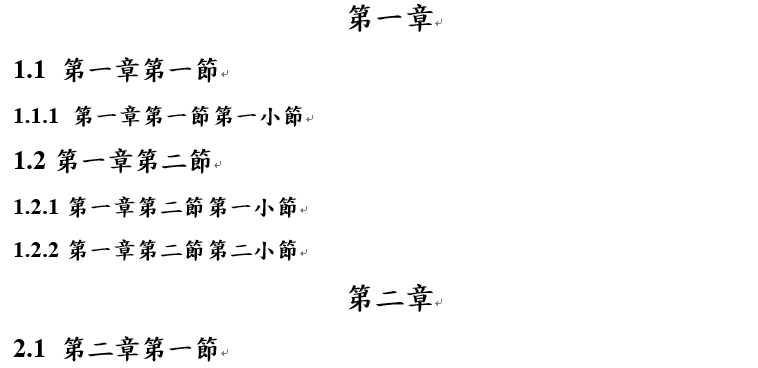 第一章
1.1 第一章第一節
1.1.1 第一章第一節第一小節
1.2 第一章第二節
1.2.1 第一章第二節第一小節
1.2.2 第一章第二節第二小節
第二章
2.1 第二章第一節